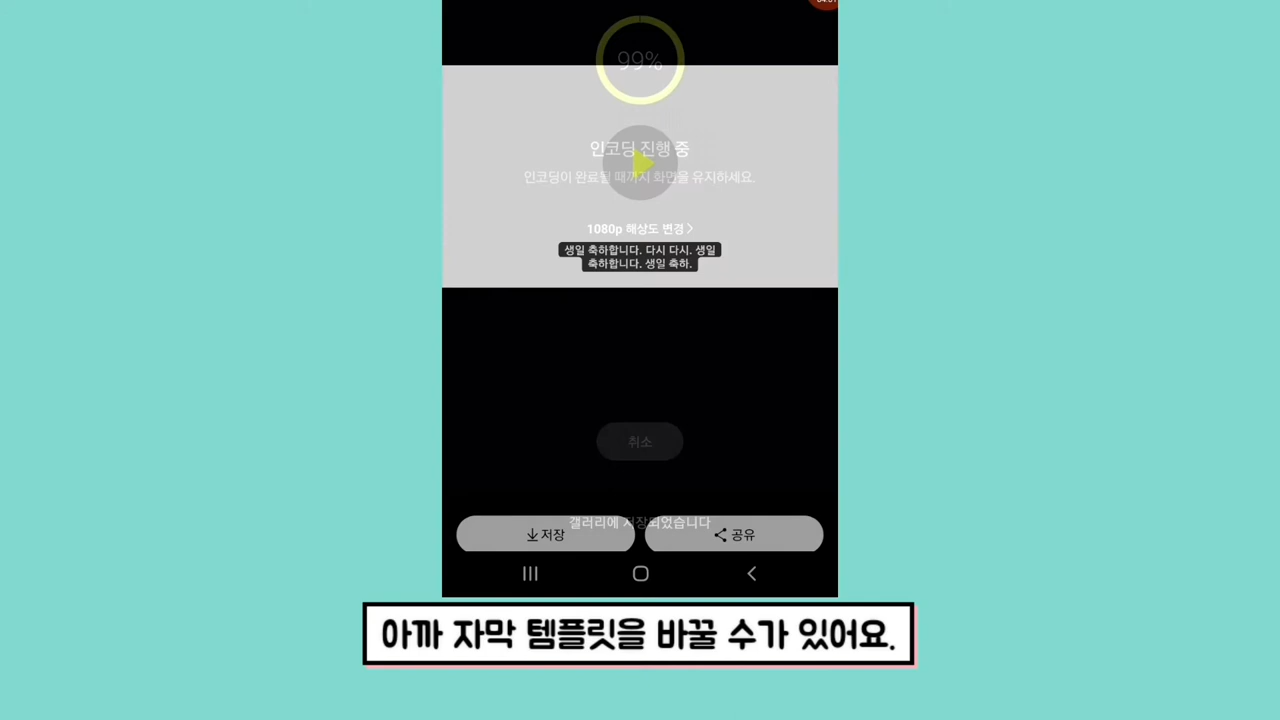 99%
인코딩 진행 중
인코딩이 완료될 때까지 화면을 유지하세요.
1080p 해상도 변경 >
생일 축하합니다. 다시 다시. 생일
축하합니다. 생일 축하.
취소
갤러리에 저장되었습니다
저장
공유
아까 자막 템플릿을 바꿀 수가 있어요.